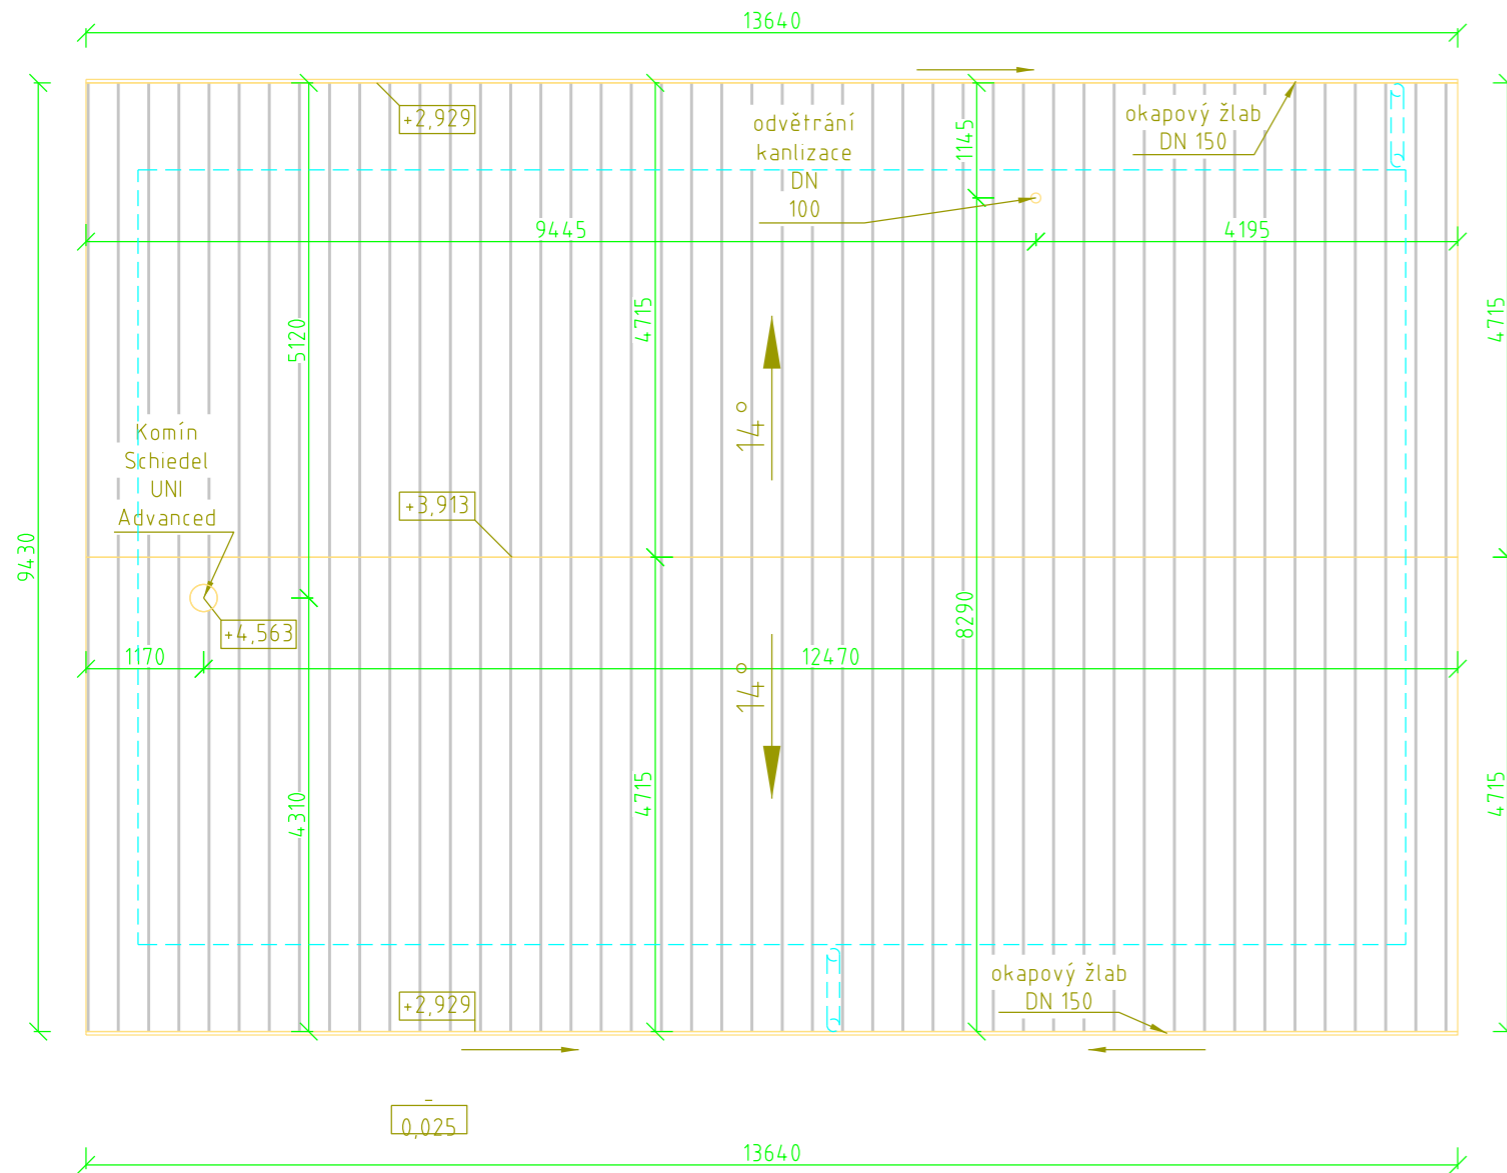 13640
+2,929
odvětrání
kanlizace
DN
100
1145
okapový žlab
DN 150
9445
4195
5120
4715
4715
14°
Komín
Schiedel
UNI
Advanced
+3,913
9430
+4,563
1170
12470
8290
14°
4310
4715
4715
+2,929
okapový žlab
DN 150
-
0,025
13640